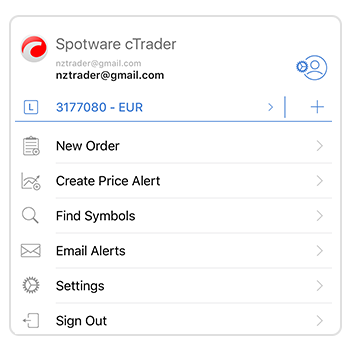 Spotware cTrader
nztrader@gmail.com
nztrader@gmail.com
L 3177080 - EUR
New Order
Create Price Alert
Find Symbols
Email Alerts
Settings
Sign Out